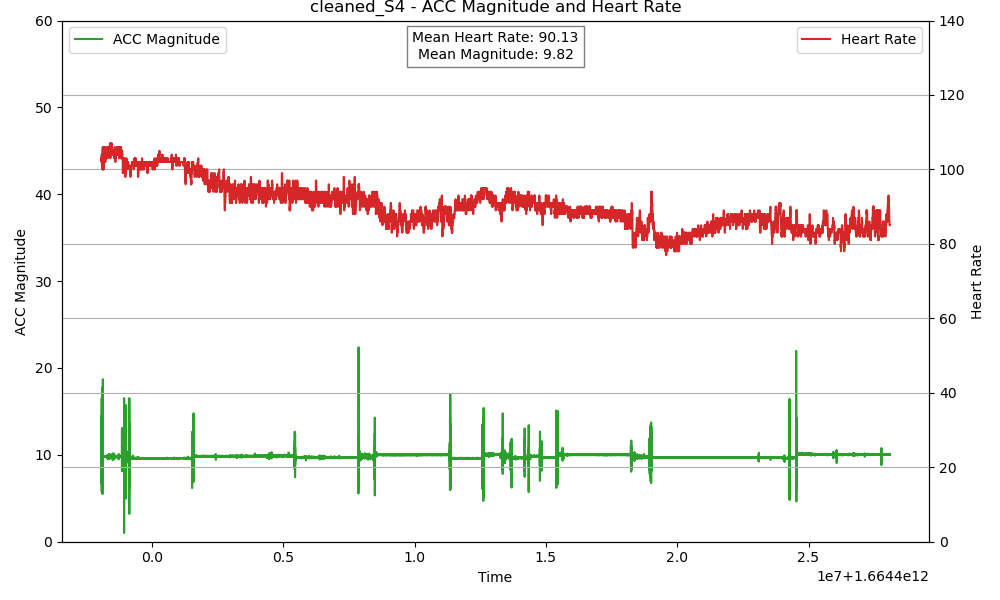 cleaned_S4 - ACC Magnitude and Heart Rate
ACC Magnitude
Mean Heart Rate: 90.13
Mean Magnitude: 9.82
Heart Rate
60
50
40
30
20
10
0
ACC Magnitude
140
120
100
80
60
40
20
0
Heart Rate
0.0 0.5 1.0 1.5 2.0 2.5
1e7+1.6644e12
Time